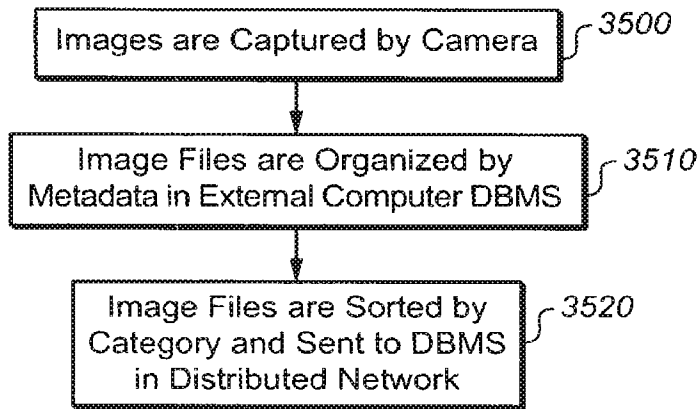 Images are Captured by Camera
3500
Image Files are Organized by
Metadata in External Computer DBMS
3510
Image Files are Sorted by
Category and Sent to DBMS
in Distributed Network
3520